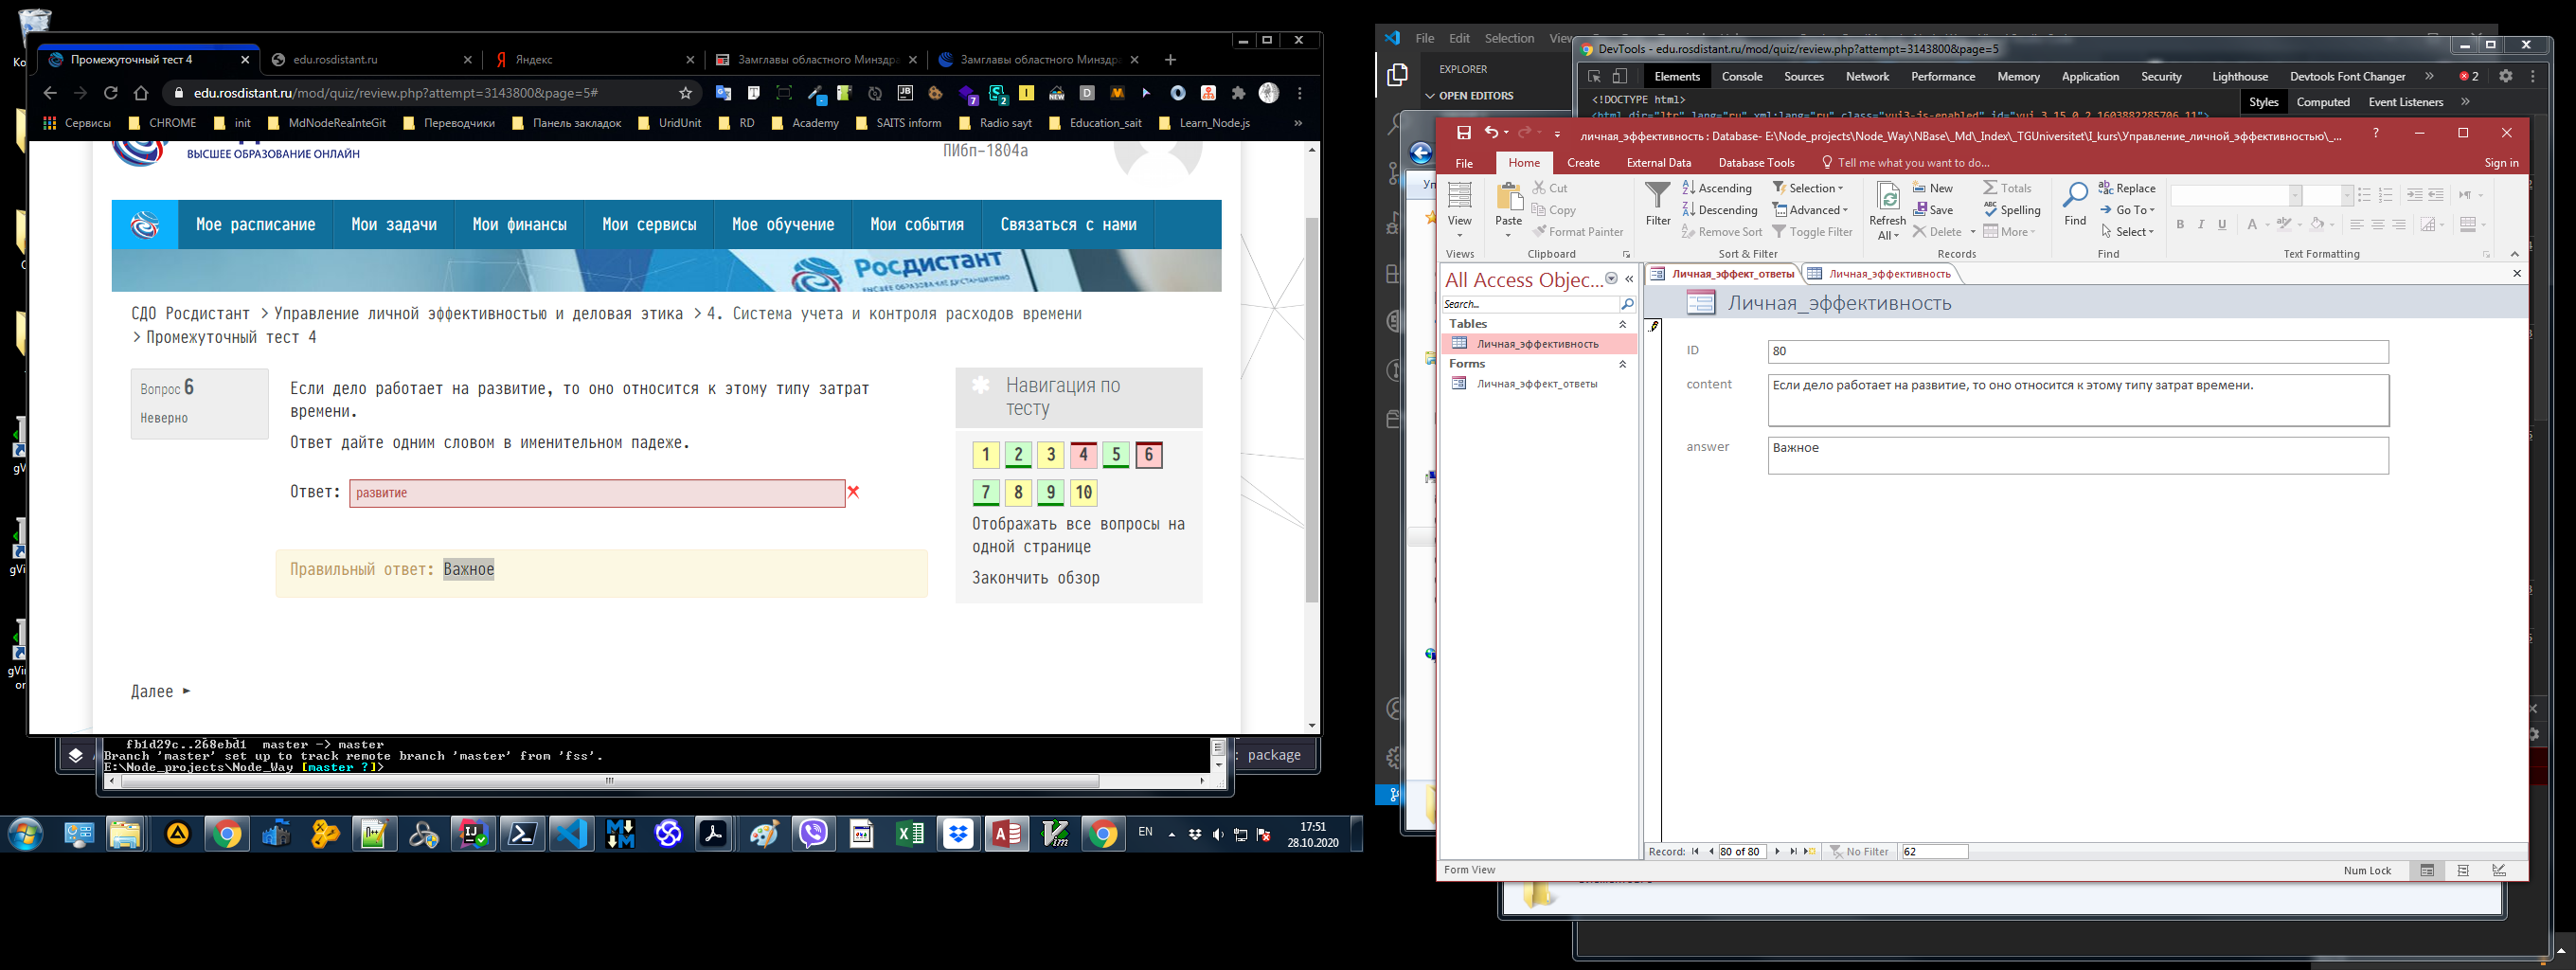 Промежуточный тест 4
edu.rosdistant.ru
Яндекс
Замглавы областного Минздра
Замглавы областного Минздра
edu.rosdistant.ru/mod/quiz/review.php?attempt=3143800&page=5#
Сервисы CHROME init MdNodeReaInteGit Переводчики Панель закладок UridUnit RD Academy SAITS inform Radio sayt Education_sait Learn_Node.js
ВЫСШЕЕ ОБРАЗОВАНИЕ ОНЛАЙН
ПИбп-1804а
Мое расписание Мои задачи Мои финансы Мои сервисы Мое обучение Мои события Связаться с нами
Росдистант
ВЫСШЕЕ ОБРАЗОВАНИЕ ДИСТАНЦИОННО
СДО Росдистант > Управление личной эффективностью и деловая этика > 4. Система учета и контроля расходов времени
> Промежуточный тест 4
Вопрос 6
Неверно
Если дело работает на развитие, то оно относится к этому типу затрат
времени.
Ответ дайте одним словом в именительном падеже.
Ответ: развитие
Правильный ответ: Важное
Навигация по
тесту
1 2 3 4 5 6
7 8 9 10
Отображать все вопросы на
одной странице
Закончить обзор
Далее ►
fb1d29c..268ebd1 master -> master
Branch 'master' set up to track remote branch 'master' from 'fss'.
E:\Node_projects\Node_Way [master ?]>
: package
EN
17:51
28.10.2020
File Edit Selection
EXPLORER
OPEN EDITORS
DevTools - edu.rosdistant.ru/mod/quiz/review.php?attempt=3143800&page=5
Elements Console Sources Network Performance Memory Application Security Lighthouse Devtools Font Changer » 2
<!DOCTYPE html>
Styles Computed Event Listeners »
личная_эффективность : Database- E:\Node_projects\Node_Way\NBase\_Md\_Index\_TGUniversitet\I_kurs\Управление_личной_эффективностью\_...
File Home Create External Data Database Tools Tell me what you want to do...
Sign in
View
Views
Paste
Cut
Copy
Format Painter
Clipboard
Filter
Ascending
Descending
Remove Sort
Selection
Advanced
Toggle Filter
Sort & Filter
Refresh
All
New
Save
Delete
Totals
Spelling
More
Records
Find
Replace
Go To
Select
Find
B I U A
Text Formatting
All Access Objec...
Search...
Tables
Личная_эффективность
Forms
Личная_эффект_ответы
Личная_эффект_ответы Личная_эффективность
Личная_эффективность
ID 80
content Если дело работает на развитие, то оно относится к этому типу затрат времени.
answer Важное
Record: 80 of 80 No Filter 62
Form View
Num Lock